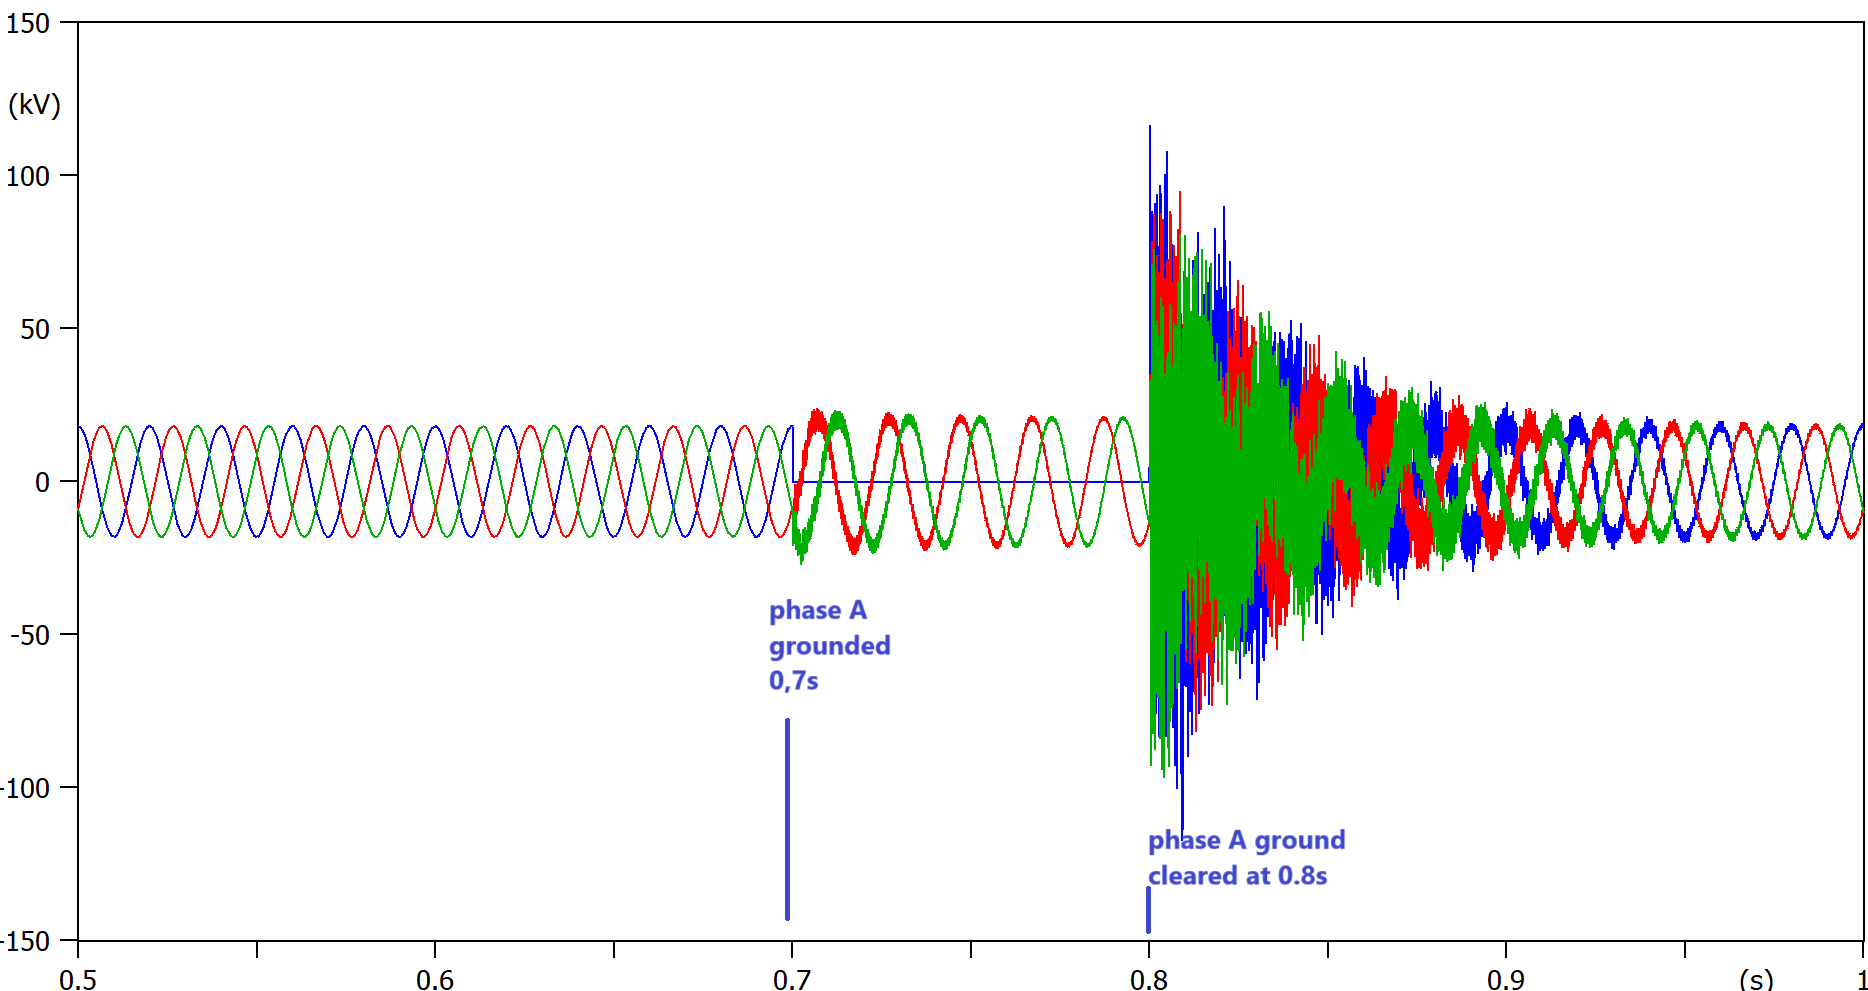 150
(kV)
100
50
0
-50
-100
-150
phase A
grounded
0,7s
phase A ground
cleared at 0.8s
0.5 0.6 0.7 0.8 0.9 (s) 1